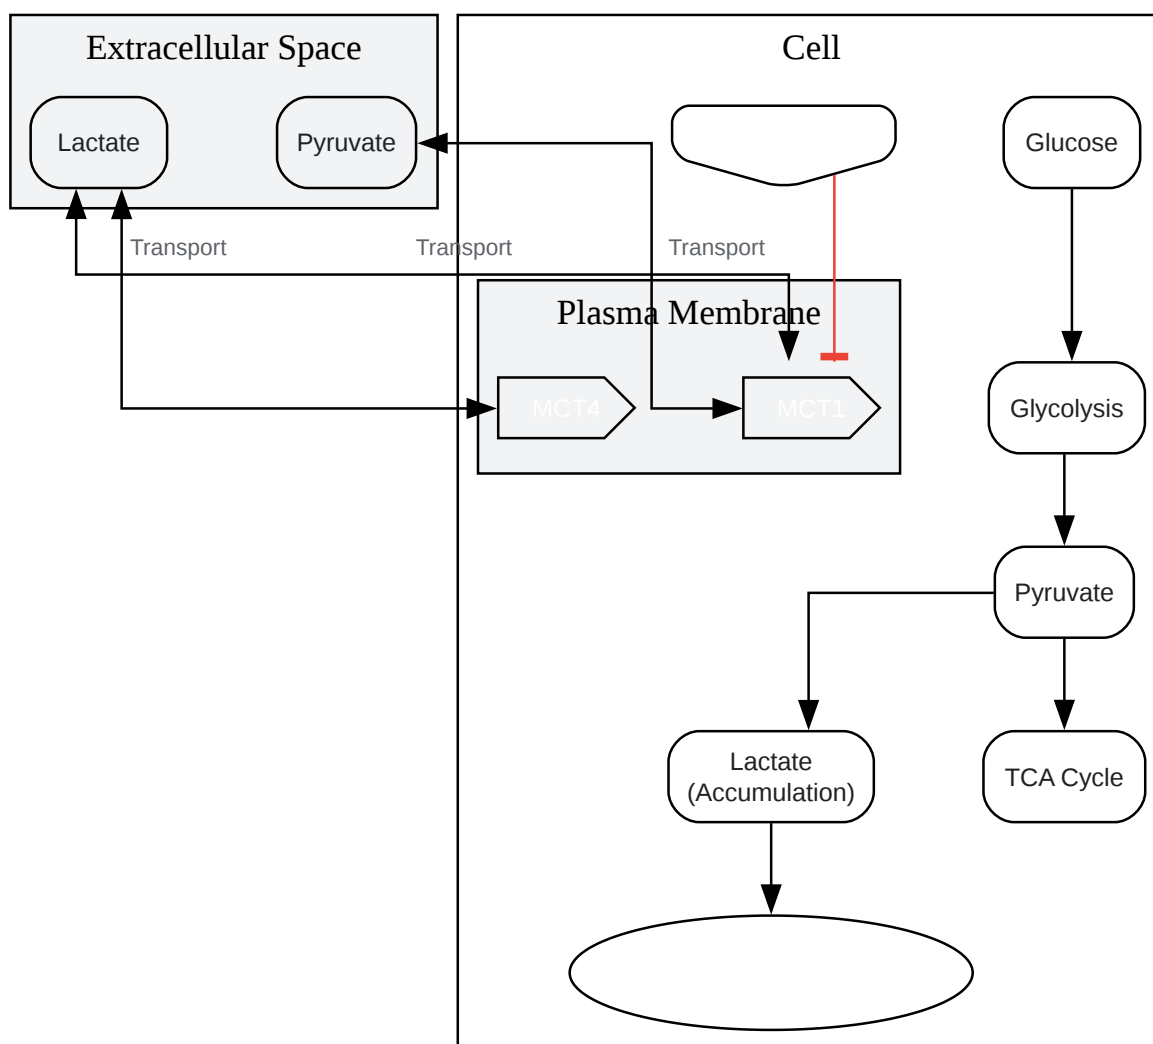 Extracellular Space
Cell
Lactate
Pyruvate
Glucose
Transport
Transport
Transport
Plasma Membrane
MCT4
MCT1
Glycolysis
Pyruvate
Lactate
(Accumulation)
TCA Cycle